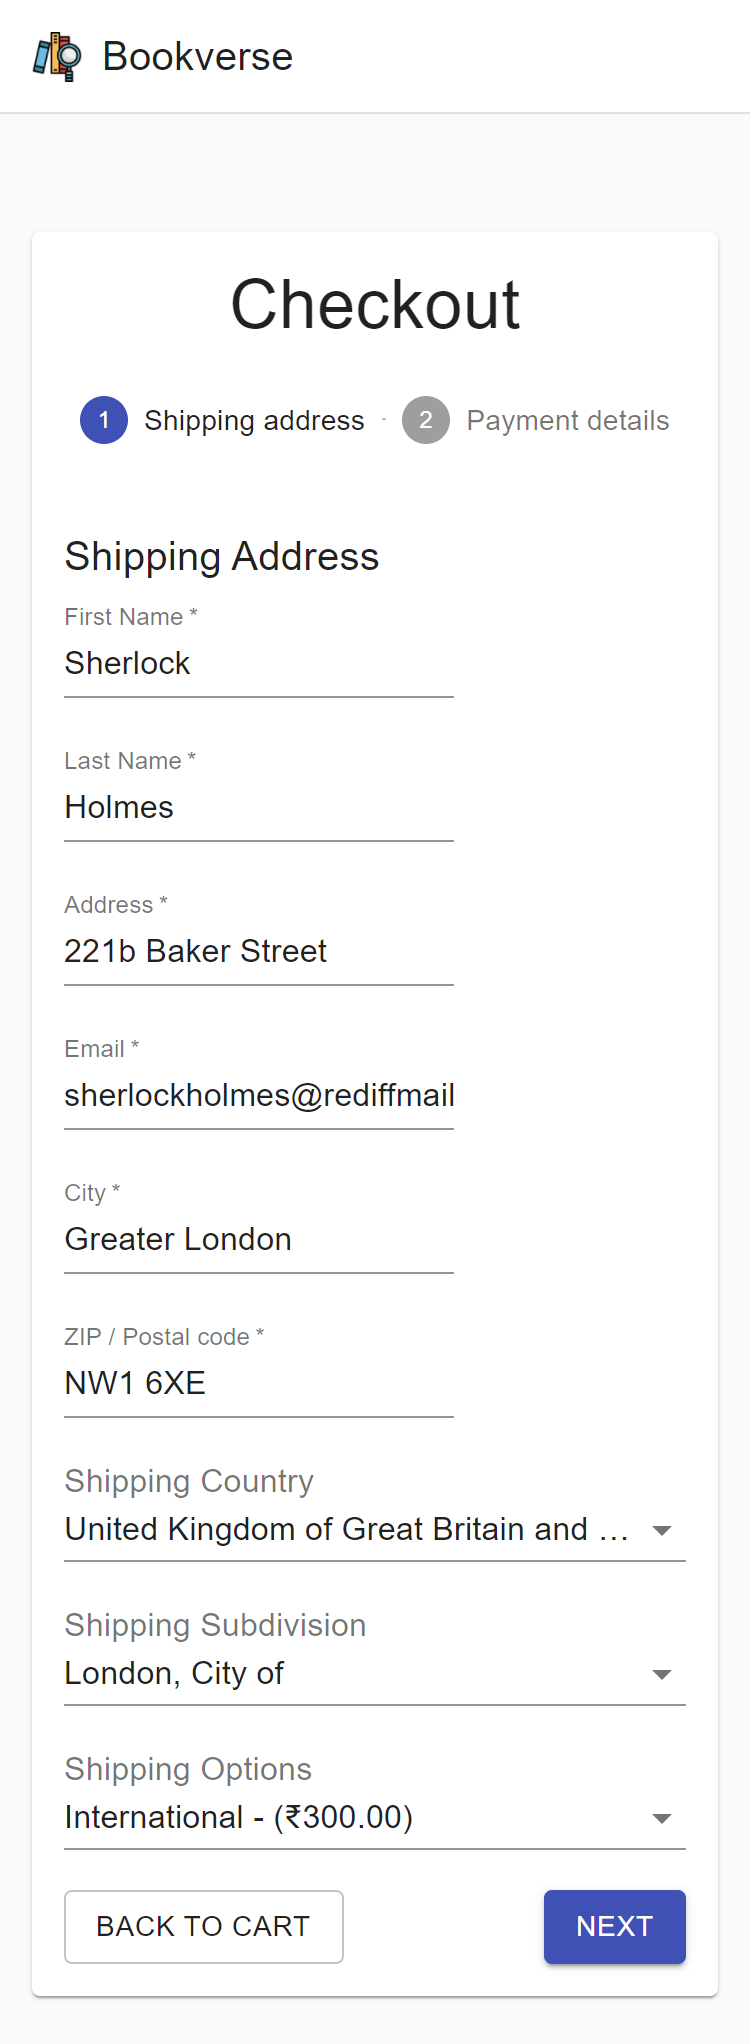 Bookverse
Checkout
1 Shipping address - 2 Payment details
Shipping Address
First Name *
Sherlock
Last Name *
Holmes
Address *
221b Baker Street
Email *
sherlockholmes@rediffmail
City *
Greater London
ZIP / Postal code *
NW1 6XE
Shipping Country
United Kingdom of Great Britain and ...
Shipping Subdivision
London, City of
Shipping Options
International - (₹300.00)
BACK TO CART NEXT